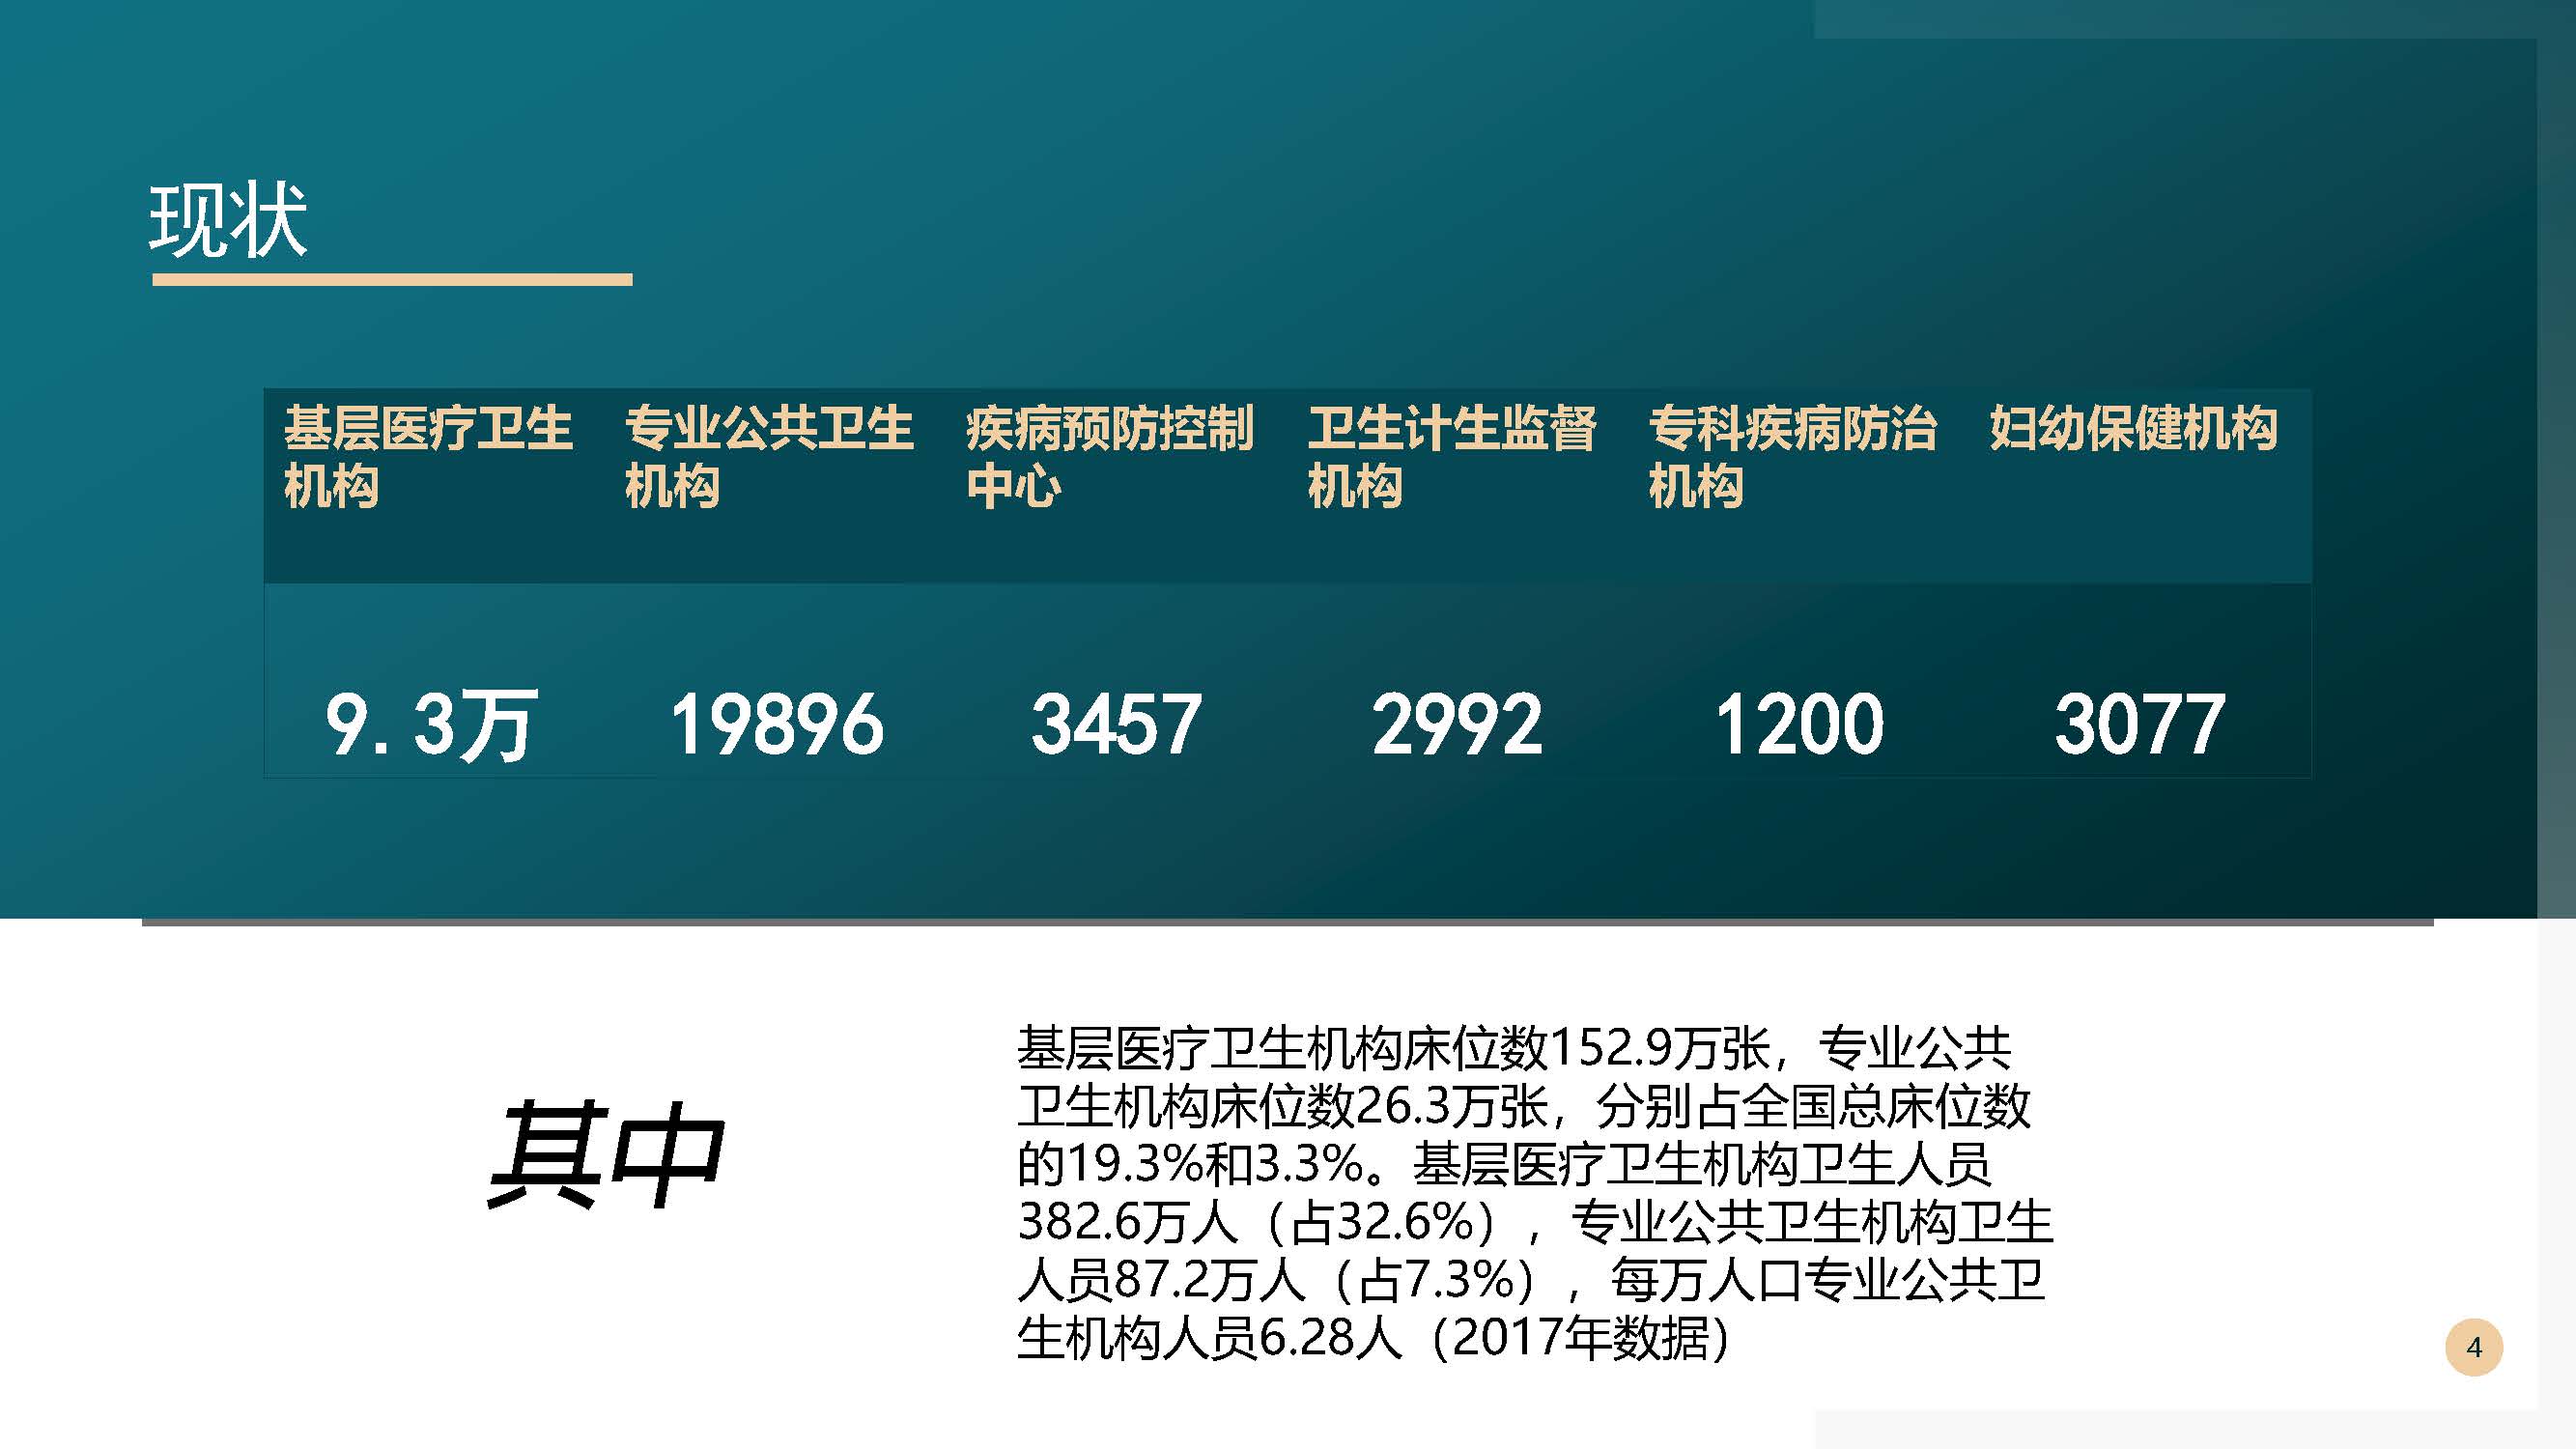 现状
基层医疗卫生 专业公共卫生 疾病预防控制 卫生计生监督 专科疾病防治 妇幼保健机构
机构 机构 中心 机构 机构
9.3万 19896 3457 2992 1200 3077
其中
基层医疗卫生机构床位数152.9万张，专业公共
卫生机构床位数26.3万张，分别占全国总床位数
的19.3%和3.3%。基层医疗卫生机构卫生人员
382.6万人（占32.6%），专业公共卫生机构卫生
人员87.2万人（占7.3%），每万人口专业公共卫
生机构人员6.28人（2017年数据）
4